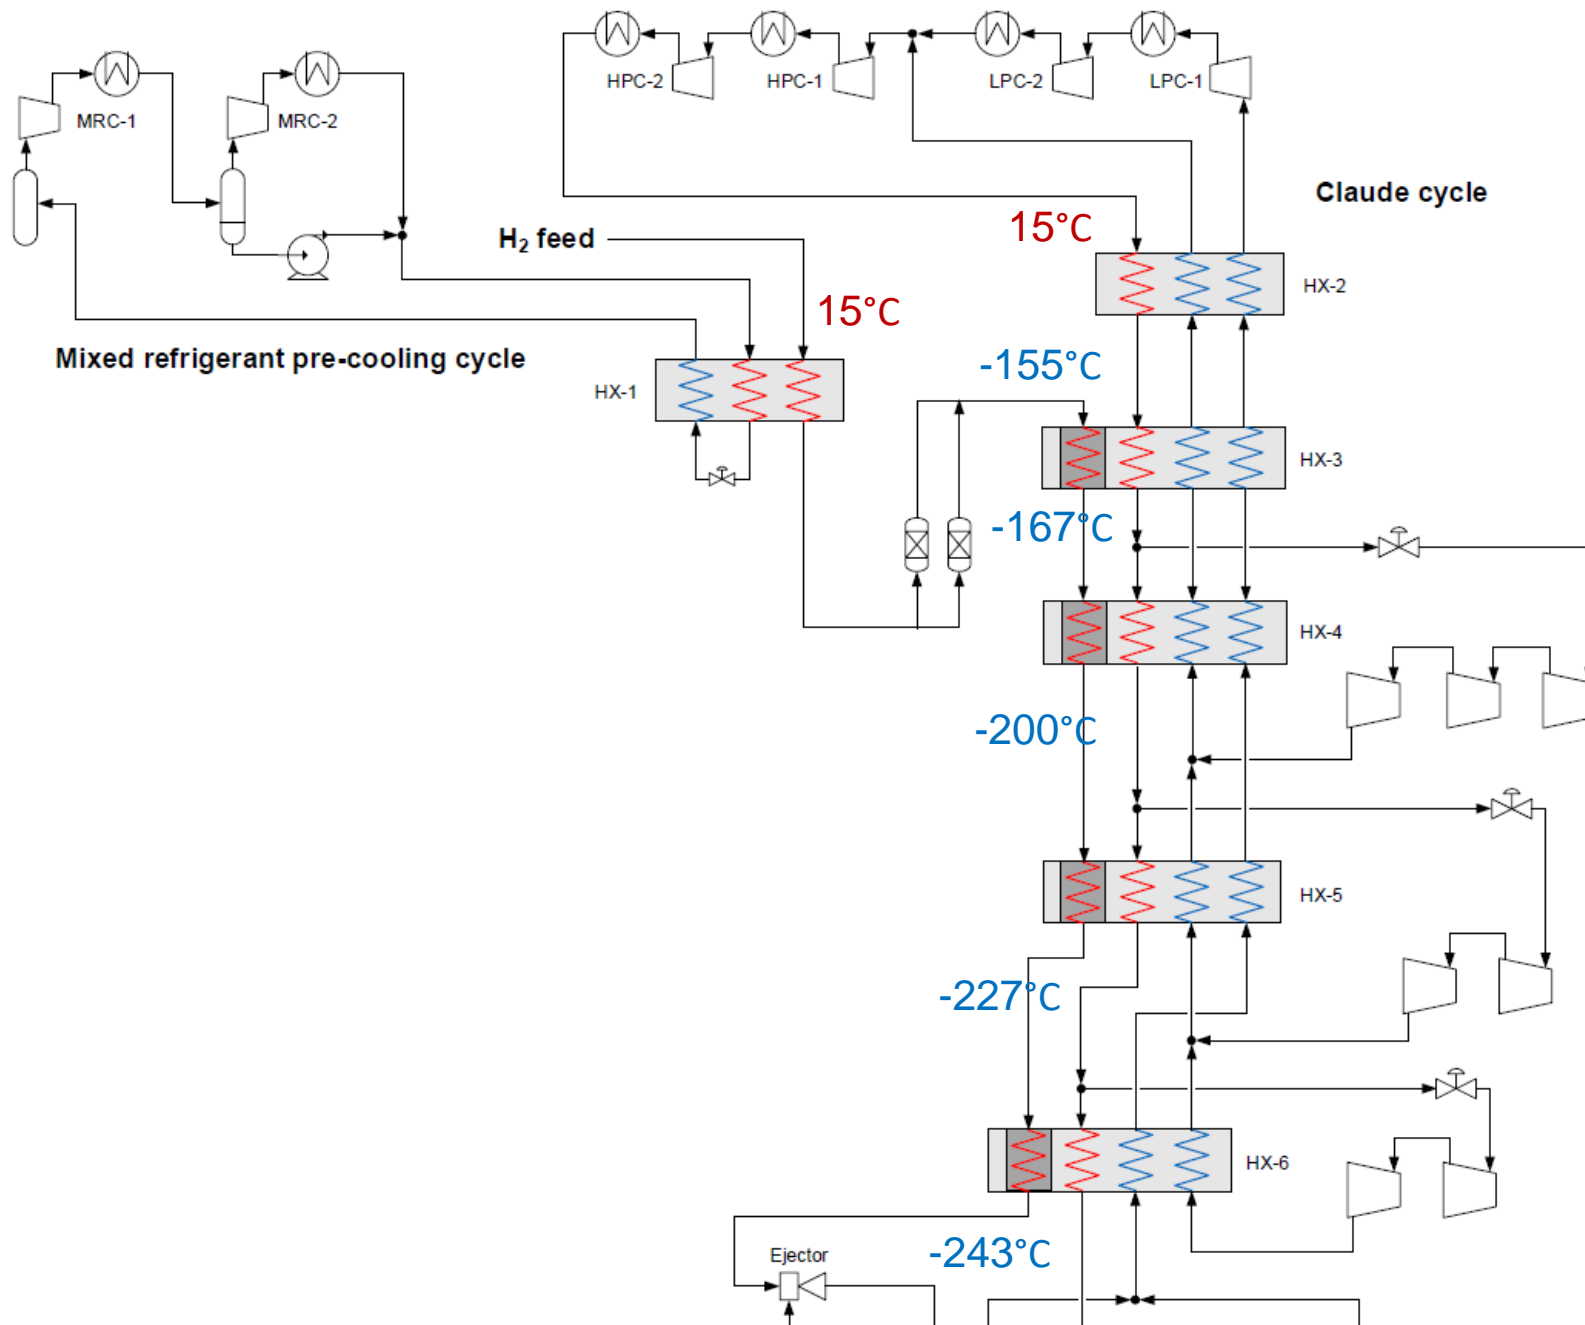 HPC-2
HPC-1
LPC-2
LPC-1
MRC-1
MRC-2
Claude cycle
15°C
H₂ feed
HX-2
15°C
Mixed refrigerant pre-cooling cycle
-155°C
HX-1
HX-3
-167°C
HX-4
-200°C
HX-5
-227°C
HX-6
-243°C
Ejector